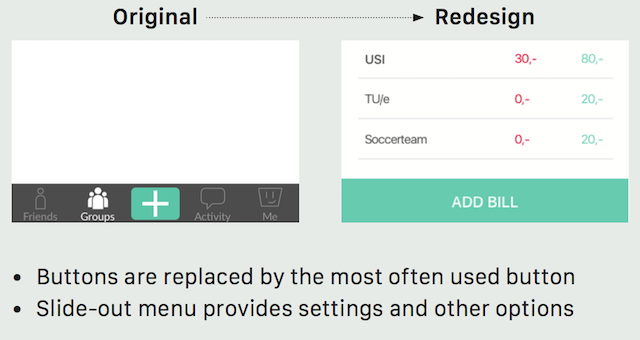 Original
Redesign
USI 30,- 80,-
TU/e 0,- 20,-
Soccerteam 0,- 20,-
Friends Groups Activity Me
ADD BILL
• Buttons are replaced by the most often used button
• Slide-out menu provides settings and other options